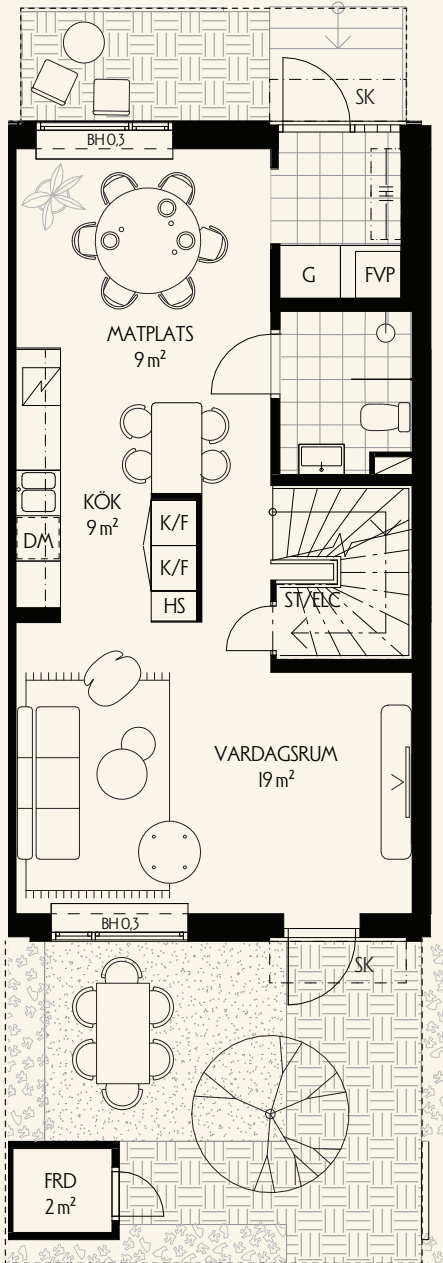 SK
BH 0,3
G
FVP
MATPLATS
9 m²
KÖK
9 m²
K/F
K/F
DM
HS
ST/ELC
VARDAGSRUM
19 m²
BH 0,3
SK
FRD
2 m²